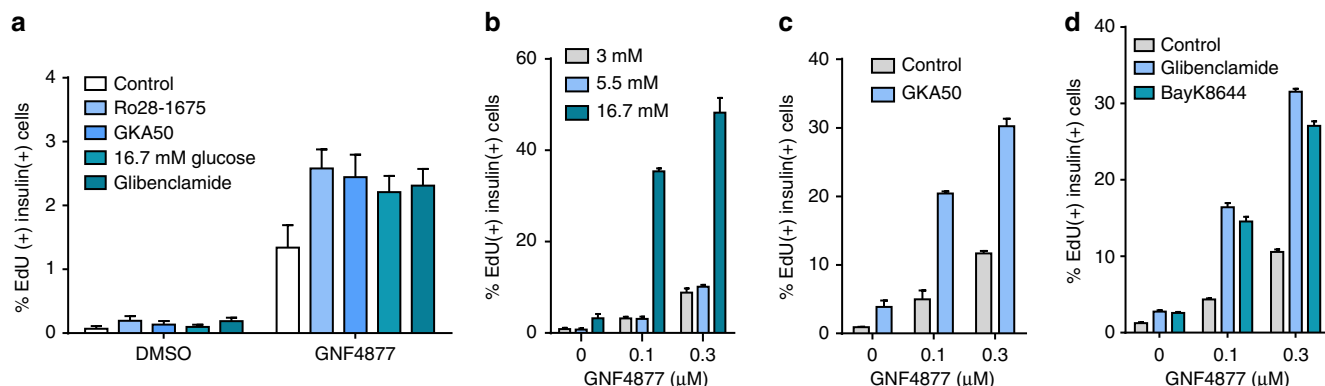 a
% EdU (+) insulin(+) cells
4
3
2
1
0
Control
Ro28-1675
GKA50
16.7 mM glucose
Glibenclamide
DMSO
GNF4877
b
% EdU(+) insulin(+) cells
60
40
20
0
3 mM
5.5 mM
16.7 mM
0
0.1
0.3
GNF4877 (μM)
c
% EdU(+) insulin(+) cells
40
30
20
10
0
Control
GKA50
0
0.1
0.3
GNF4877 (μM)
d
% EdU(+) insulin(+) cells
40
30
20
10
0
Control
Glibenclamide
BayK8644
0
0.1
0.3
GNF4877 (μM)